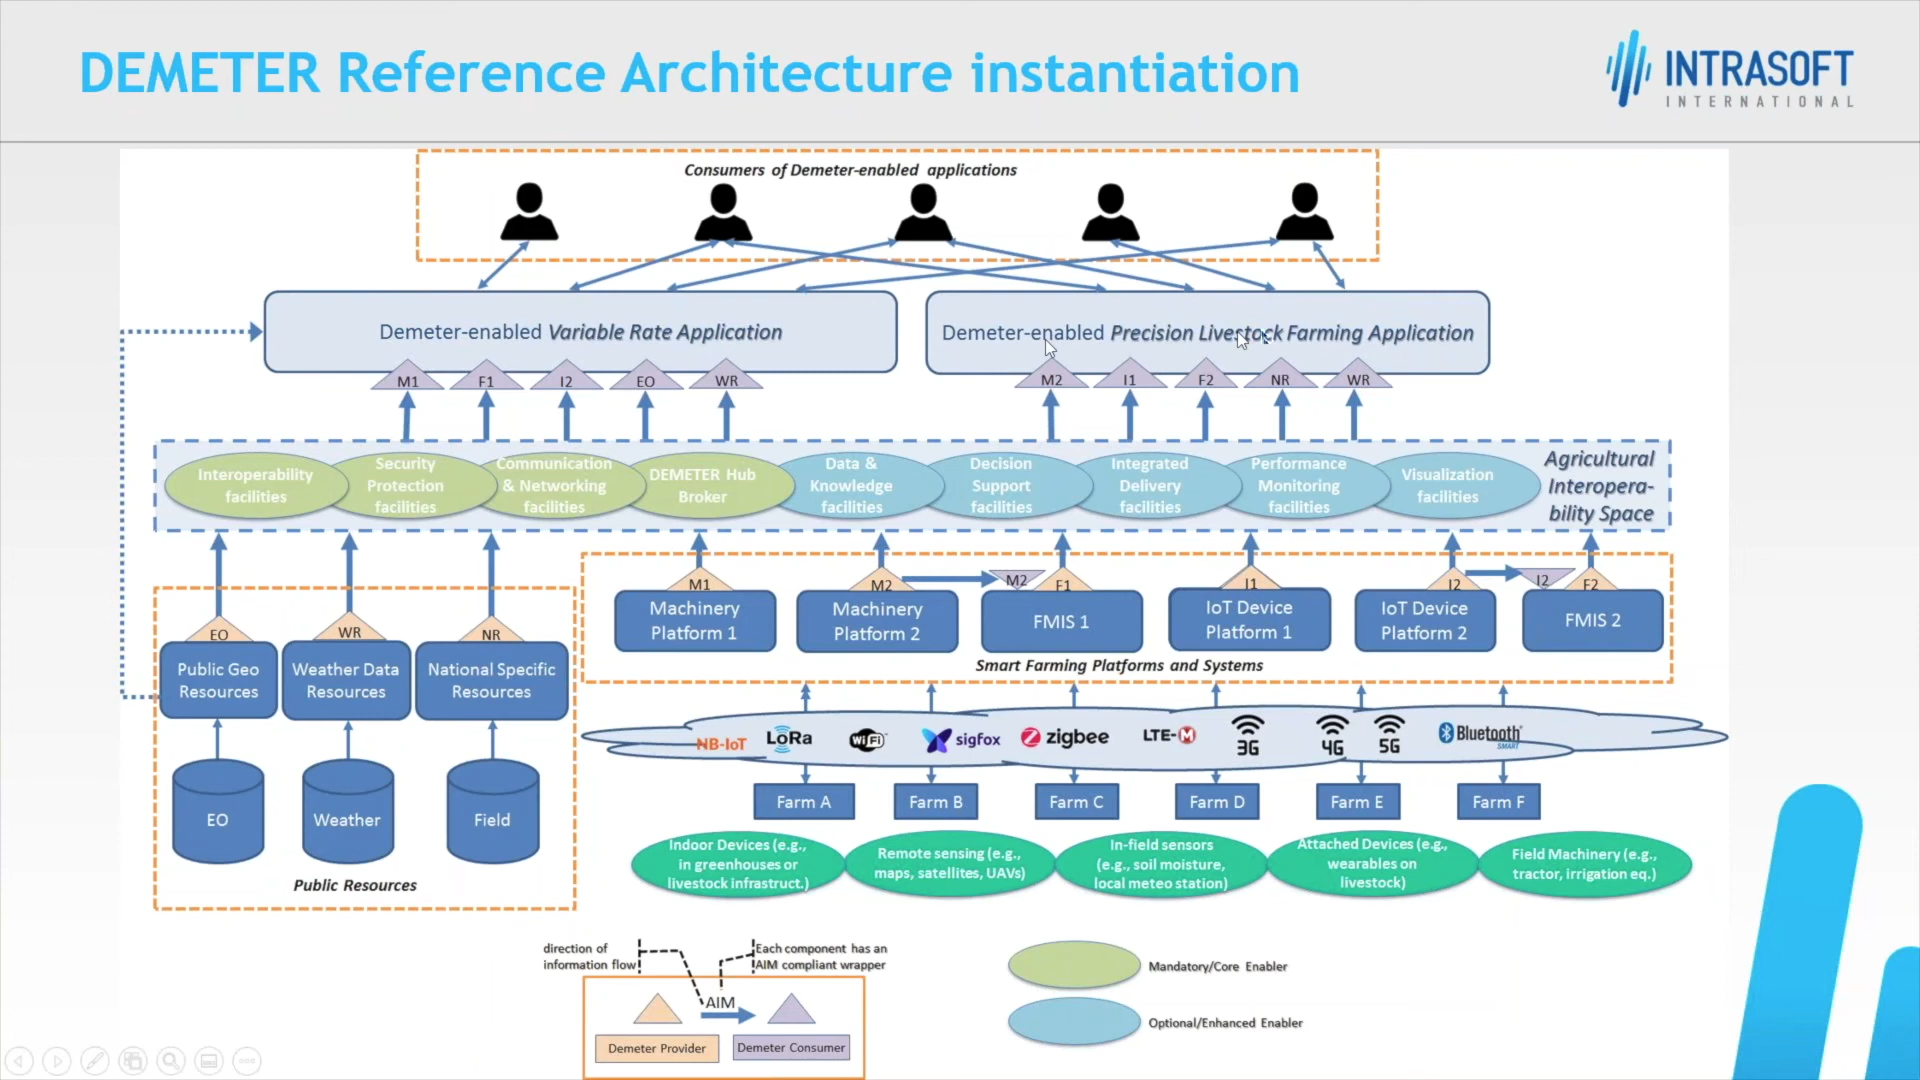 DEMETER Reference Architecture instantiation
INTRASOFT
INTERNATIONAL
Consumers of Demeter-enabled applications
Demeter-enabled Variable Rate Application
Demeter-enabled Precision Livestock Farming Application
M1
F1
I2
EO
WR
M2
I1
F2
NR
WR
Interoperability
facilities
Security
Protection
facilities
Communication
& Networking
facilities
DEMETER Hub
Broker
Data &
Knowledge
facilities
Decision
Support
facilities
Integrated
Delivery
facilities
Performance
Monitoring
facilities
Visualization
facilities
Agricultural
Interopera-
bility Space
M1
M2
M2
F1
I1
I2
I2
F2
Machinery
Platform 1
Machinery
Platform 2
FMIS 1
IoT Device
Platform 1
IoT Device
Platform 2
FMIS 2
Smart Farming Platforms and Systems
EO
WR
NR
Public Geo
Resources
Weather Data
Resources
National Specific
Resources
EO
Weather
Field
Public Resources
NB-IoT
LoRa
WiFi
sigfox
zigbee
LTE-M
3G
4G
5G
Bluetooth
SMART
Farm A
Farm B
Farm C
Farm D
Farm E
Farm F
Indoor Devices (e.g.,
in greenhouses or
livestock infrastruct.)
Remote sensing (e.g.,
maps, satellites, UAVs)
In-field sensors
(e.g., soil moisture,
local meteo station)
Attached Devices (e.g.,
wearables on
livestock)
Field Machinery (e.g.,
tractor, irrigation eq.)
direction of
information flow
Each component has an
AIM compliant wrapper
AIM
Demeter Provider
Demeter Consumer
Mandatory/Core Enabler
Optional/Enhanced Enabler